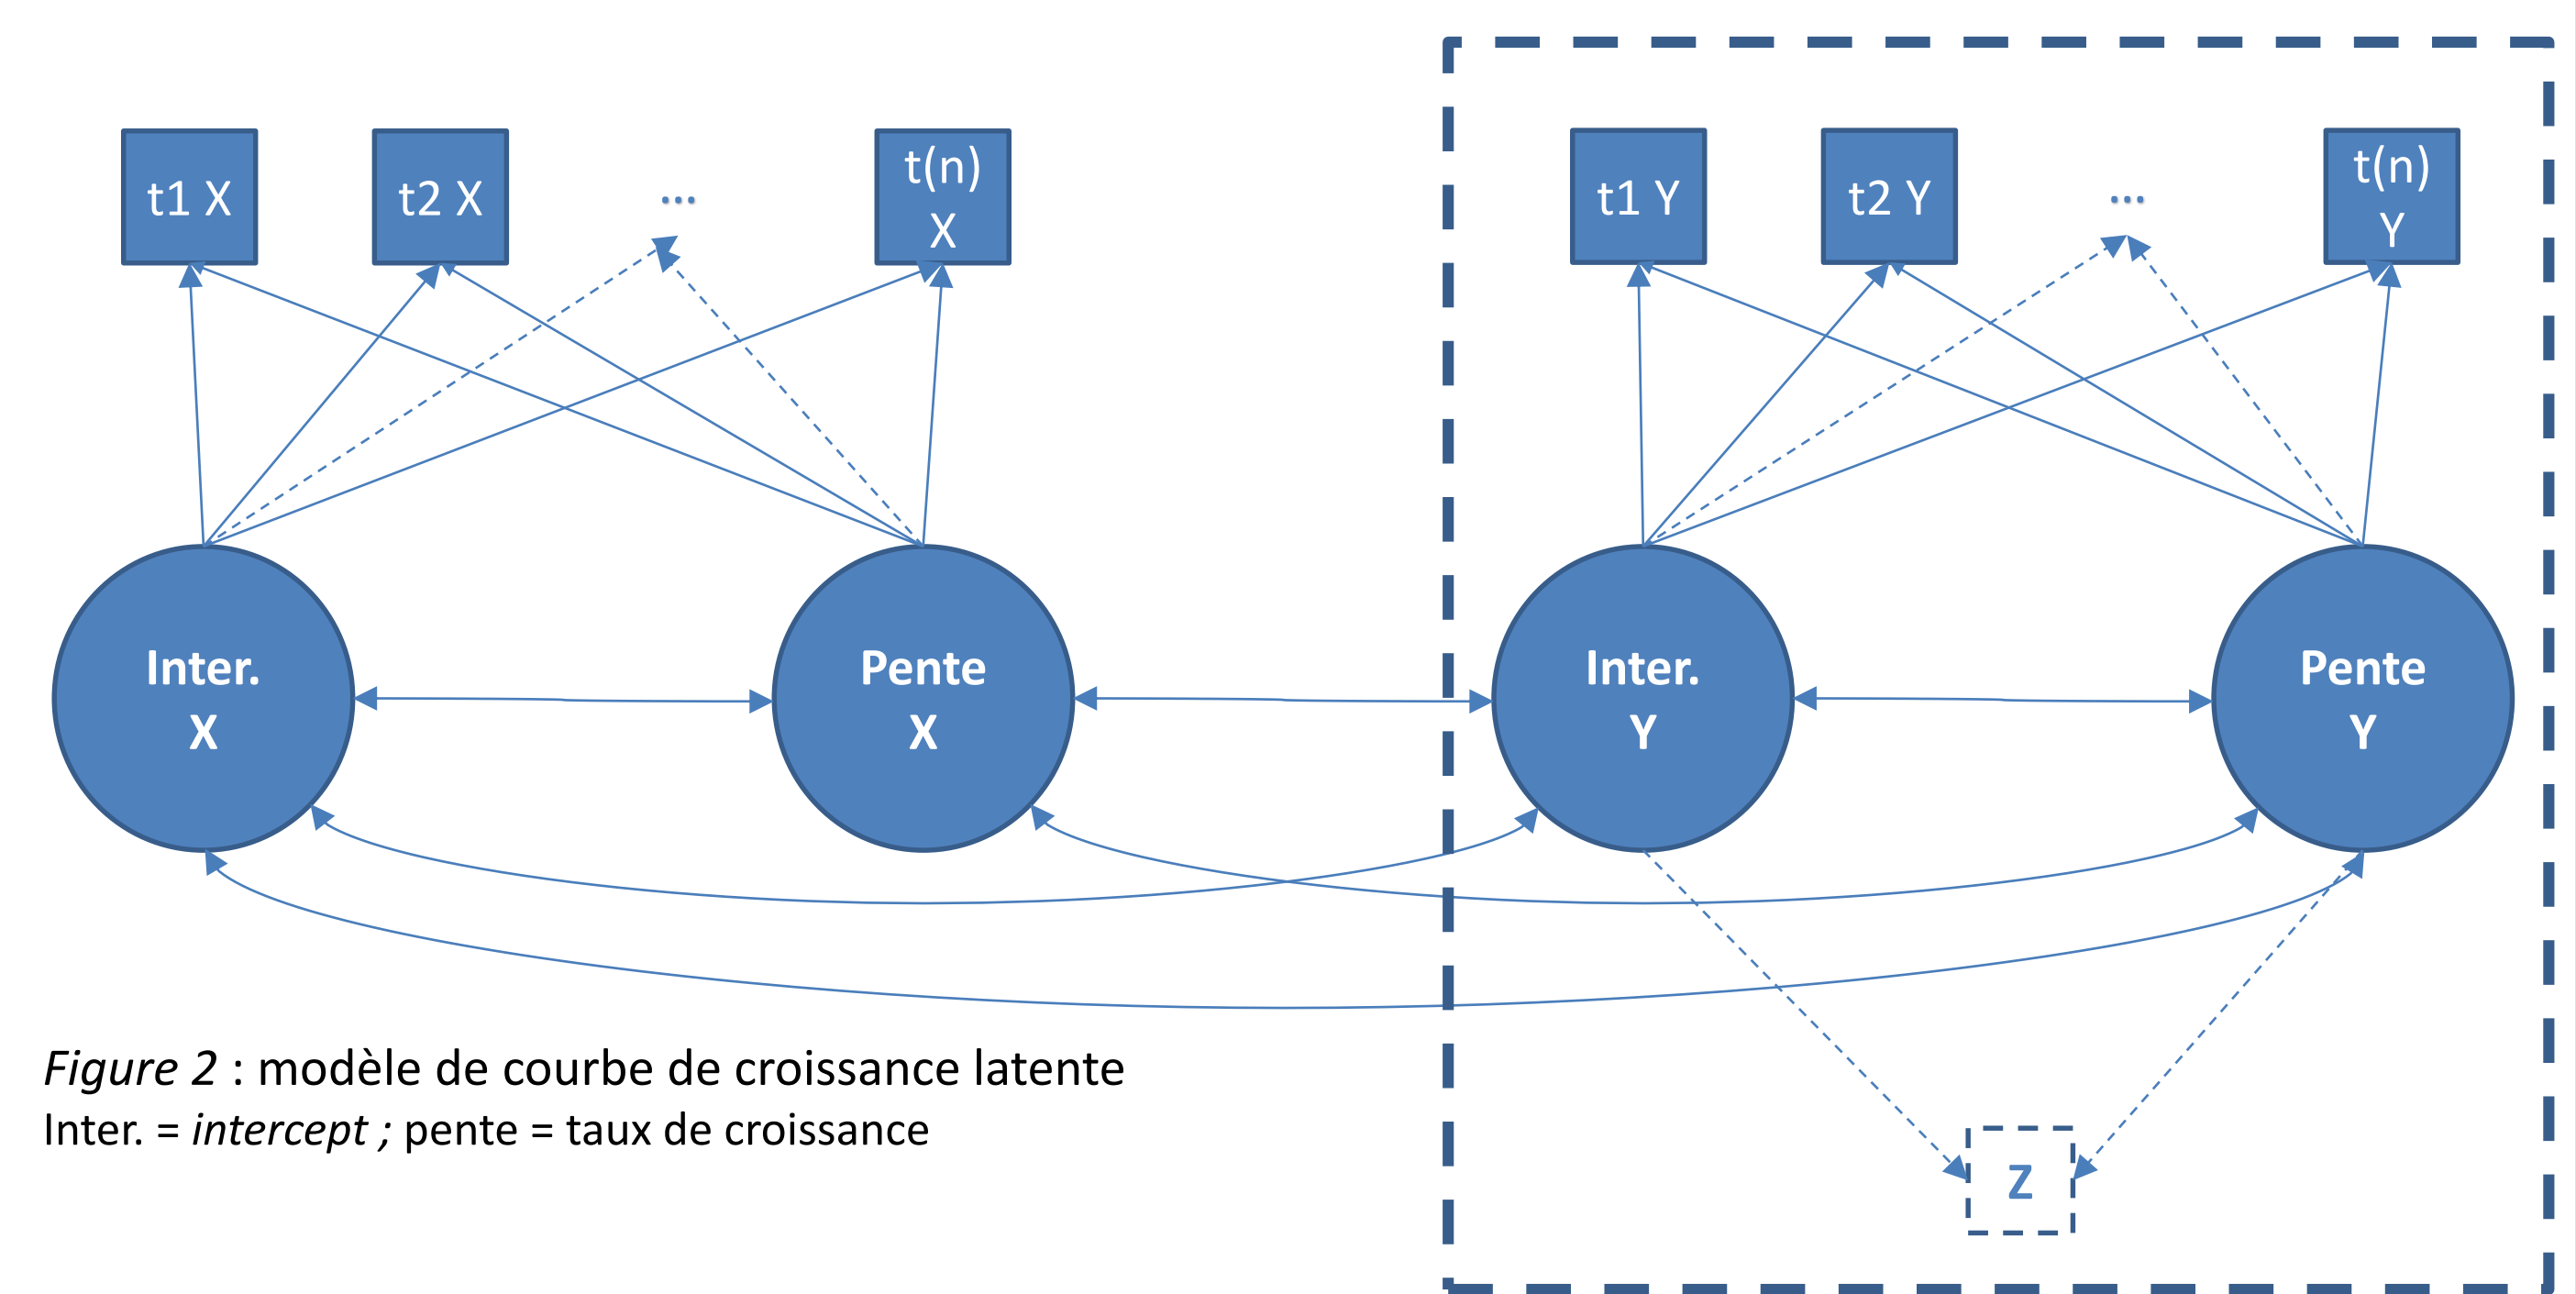 t1 X
t2 X
...
t(n)
X
t1 Y
t2 Y
...
t(n)
Y
Inter.
X
Pente
X
Inter.
Y
Pente
Y
Z
Figure 2 : modèle de courbe de croissance latente
Inter. = intercept ; pente = taux de croissance